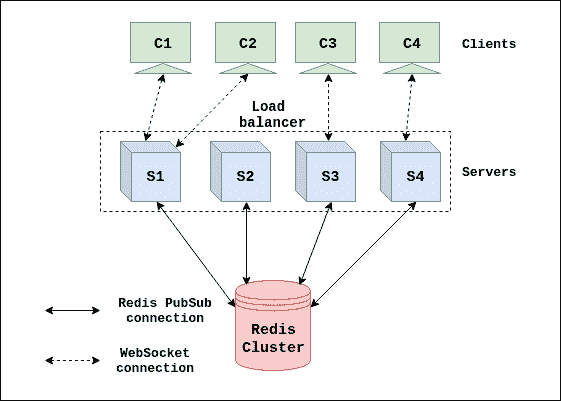 C1 C2 C3 C4 Clients
Load
balancer
S1 S2 S3 S4 Servers
Redis PubSub
connection
Redis
Cluster
WebSocket
connection